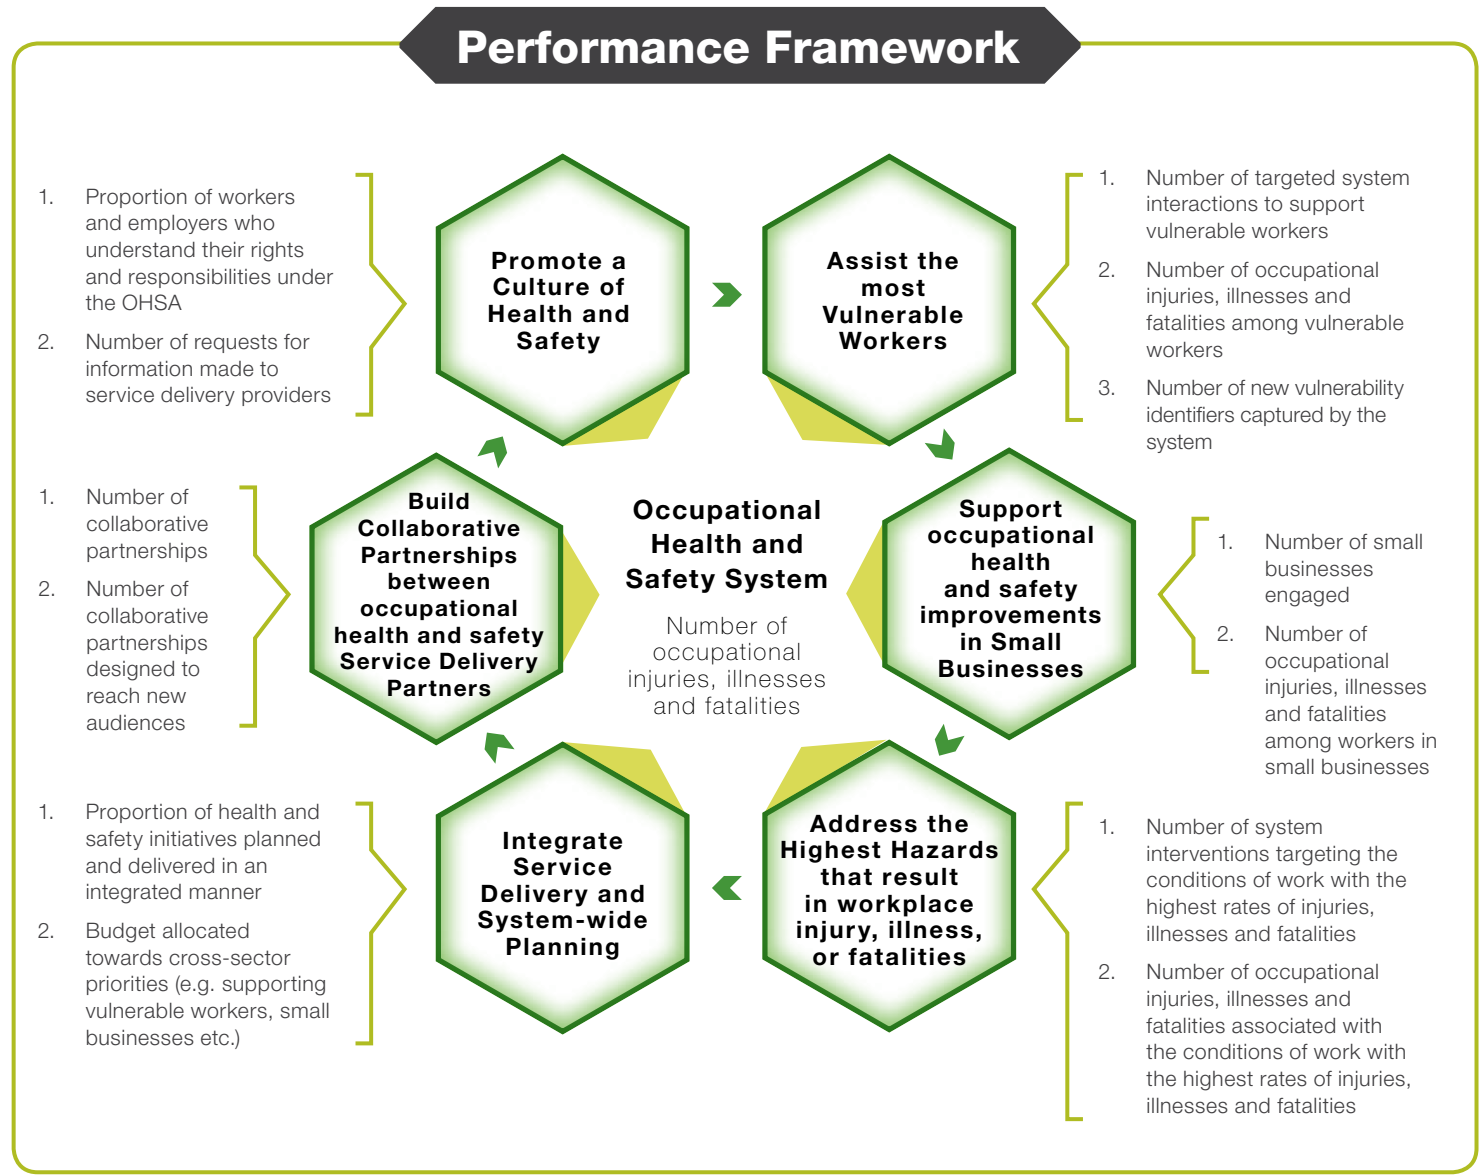 Performance Framework
1. Proportion of workers
and employers who
understand their rights
and responsibilities under
the OHSA
2. Number of requests for
information made to
service delivery providers
Promote a
Culture of
Health and
Safety
Assist the
most
Vulnerable
Workers
1. Number of targeted system
interactions to support
vulnerable workers
2. Number of occupational
injuries, illnesses and
fatalities among vulnerable
workers
3. Number of new vulnerability
identifiers captured by the
system
1. Number of
collaborative
partnerships
2. Number of
collaborative
partnerships
designed to
reach new
audiences
Build
Collaborative
Partnerships
between
occupational
health and safety
Service Delivery
Partners
Occupational
Health and
Safety System
Number of
occupational
injuries, illnesses
and fatalities
Support
occupational
health
and safety
improvements
in Small
Businesses
1. Number of small
businesses
engaged
2. Number of
occupational
injuries, illnesses
and fatalities
among workers in
small businesses
1. Proportion of health and
safety initiatives planned
and delivered in an
integrated manner
2. Budget allocated
towards cross-sector
priorities (e.g. supporting
vulnerable workers, small
businesses etc.)
Integrate
Service
Delivery and
System-wide
Planning
Address the
Highest Hazards
that result
in workplace
injury, illness,
or fatalities
1. Number of system
interventions targeting the
conditions of work with the
highest rates of injuries,
illnesses and fatalities
2. Number of occupational
injuries, illnesses and
fatalities associated with
the conditions of work with
the highest rates of injuries,
illnesses and fatalities